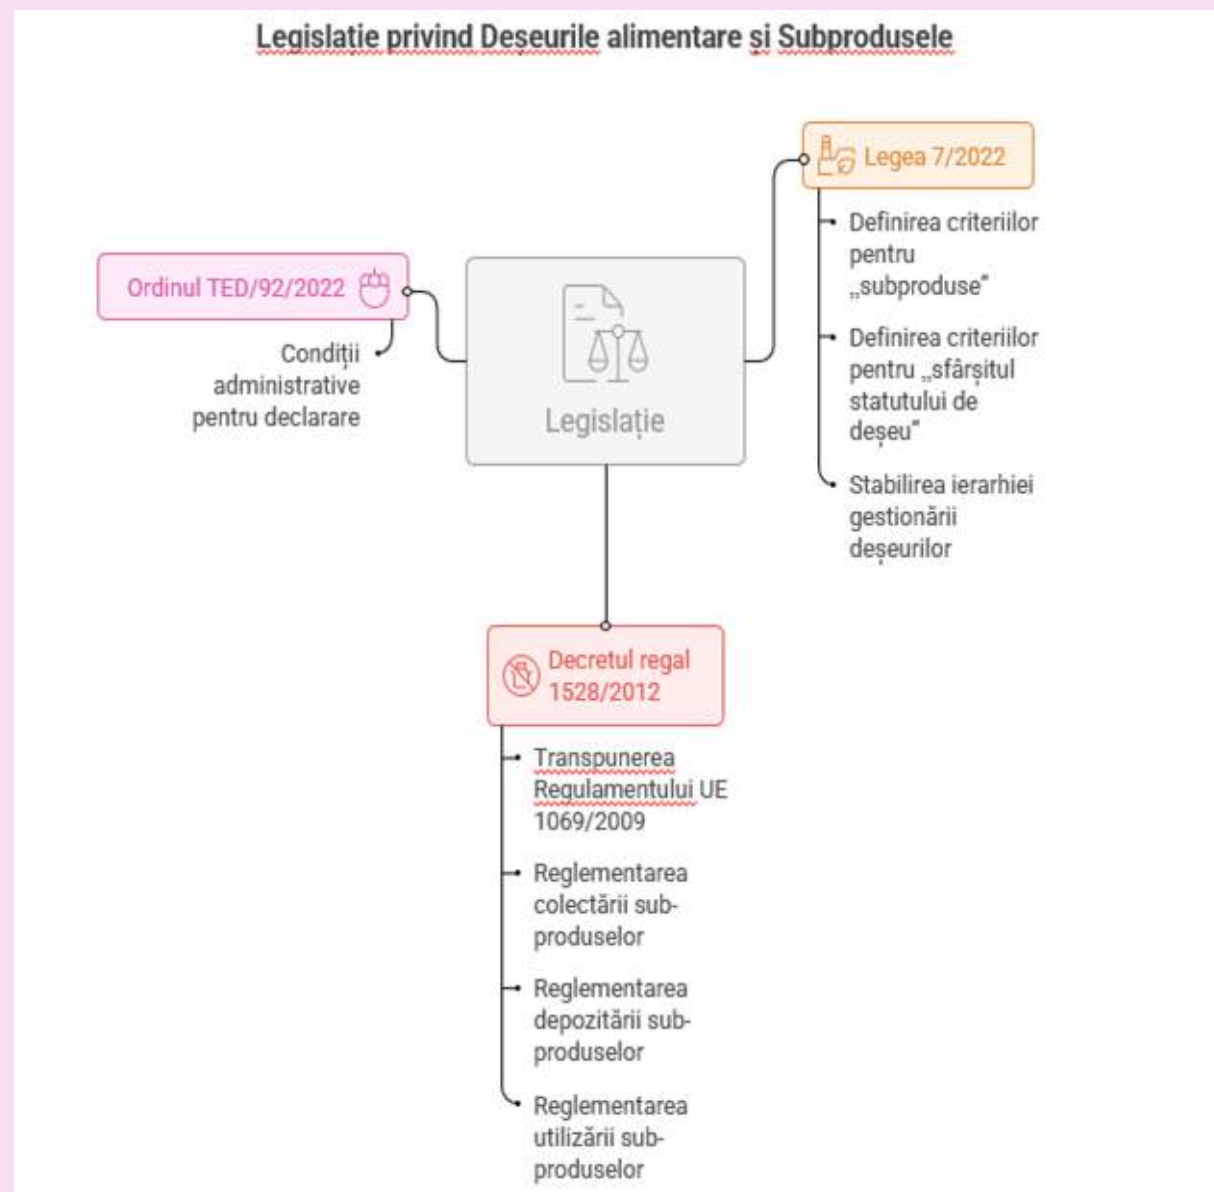 Legislație privind Deșeurile alimentare și Subprodusele
Legea 7/2022
Definirea criteriilor
pentru
„subproduse”
Definirea criteriilor
pentru „sfârșitul
statutului de
deșeu”
Stabilirea ierarhiei
gestionării
deșeurilor
Ordinul TED/92/2022
Condiții
administrative
pentru declarare
Legislație
Decretul regal
1528/2012
Transpunerea
Regulamentului UE
1069/2009
Reglementarea
colectării sub-
produselor
Reglementarea
depozitării sub-
produselor
Reglementarea
utilizării sub-
produselor